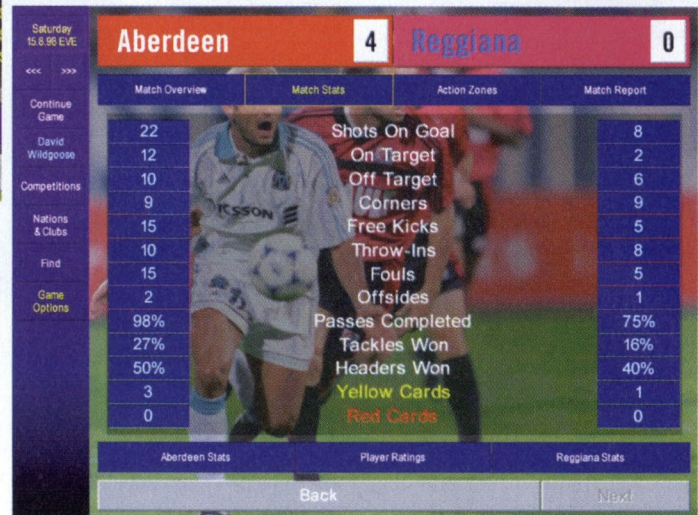 Saturday
15.8.98 EVE
<<< >>>
Continue
Game
David
Wildgoose
Competitions
Nations
& Clubs
Find
Game
Options
Aberdeen 4 Reggiana 0
Match Overview Match Stats Action Zones Match Report
22 Shots On Goal 8
12 On Target 2
10 Off Target 6
9 Corners 9
15 Free Kicks 5
10 Throw-Ins 8
15 Fouls 5
2 Offsides 1
98% Passes Completed 75%
27% Tackles Won 16%
50% Headers Won 40%
3 Yellow Cards 1
0 Red Cards 0
ICSSON
Aberdeen Stats Player Ratings Reggiana Stats
Back Next